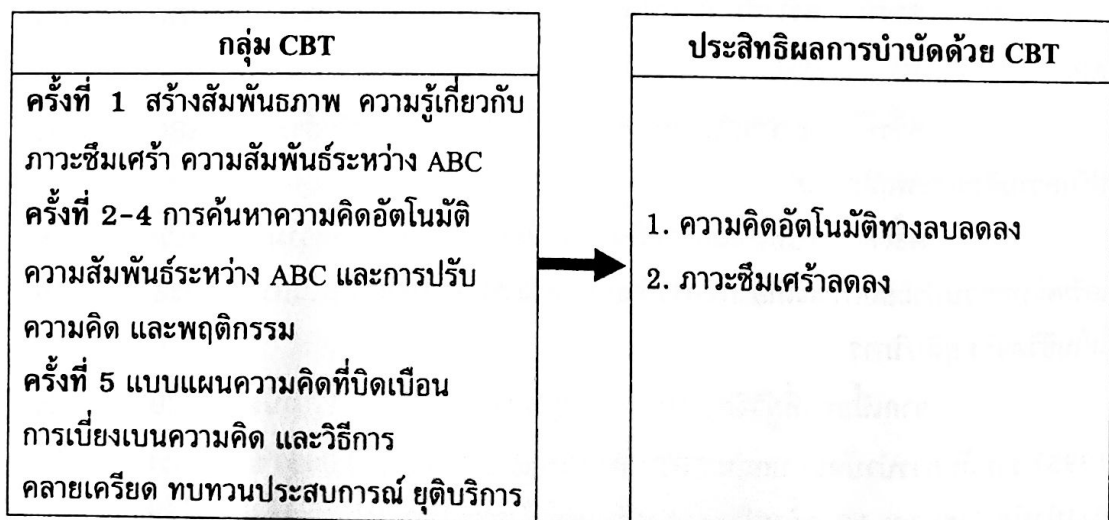 กลุ่ม CBT
ครั้งที่ 1 สร้างสัมพันธภาพ ความรู้เกี่ยวกับ
ภาวะซึมเศร้า ความสัมพันธ์ระหว่าง ABC
ครั้งที่ 2-4 การค้นหาความคิดอัตโนมัติ
ความสัมพันธ์ระหว่าง ABC และการปรับ
ความคิด และพฤติกรรม
ครั้งที่ 5 แบบแผนความคิดที่บิดเบือน
การเบี่ยงเบนความคิด และวิธีการ
คลายเครียด ทบทวนประสบการณ์ ยุติบริการ
ประสิทธิผลการบำบัดด้วย CBT
1. ความคิดอัตโนมัติทางลบลดลง
2. ภาวะซึมเศร้าลดลง